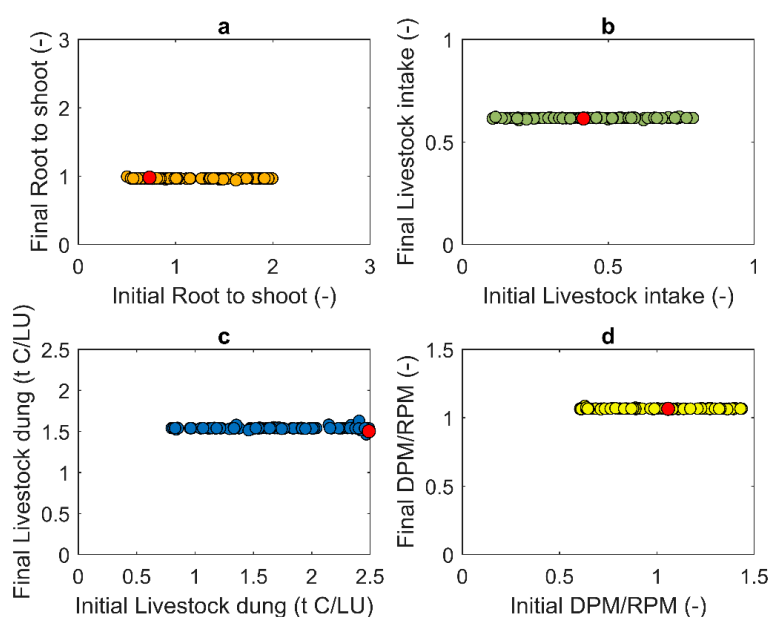 a
Final Root to shoot (-)
3
2
1
0
0
1
2
3
Initial Root to shoot (-)
b
Final Livestock intake (-)
1
0.5
0
0
0.5
1
Initial Livestock intake (-)
c
Final Livestock dung (t C/LU)
2.5
2
1.5
1
0.5
0
0
0.5
1
1.5
2
2.5
Initial Livestock dung (t C/LU)
d
Final DPM/RPM (-)
1.5
1
0.5
0
0
0.5
1
1.5
Initial DPM/RPM (-)